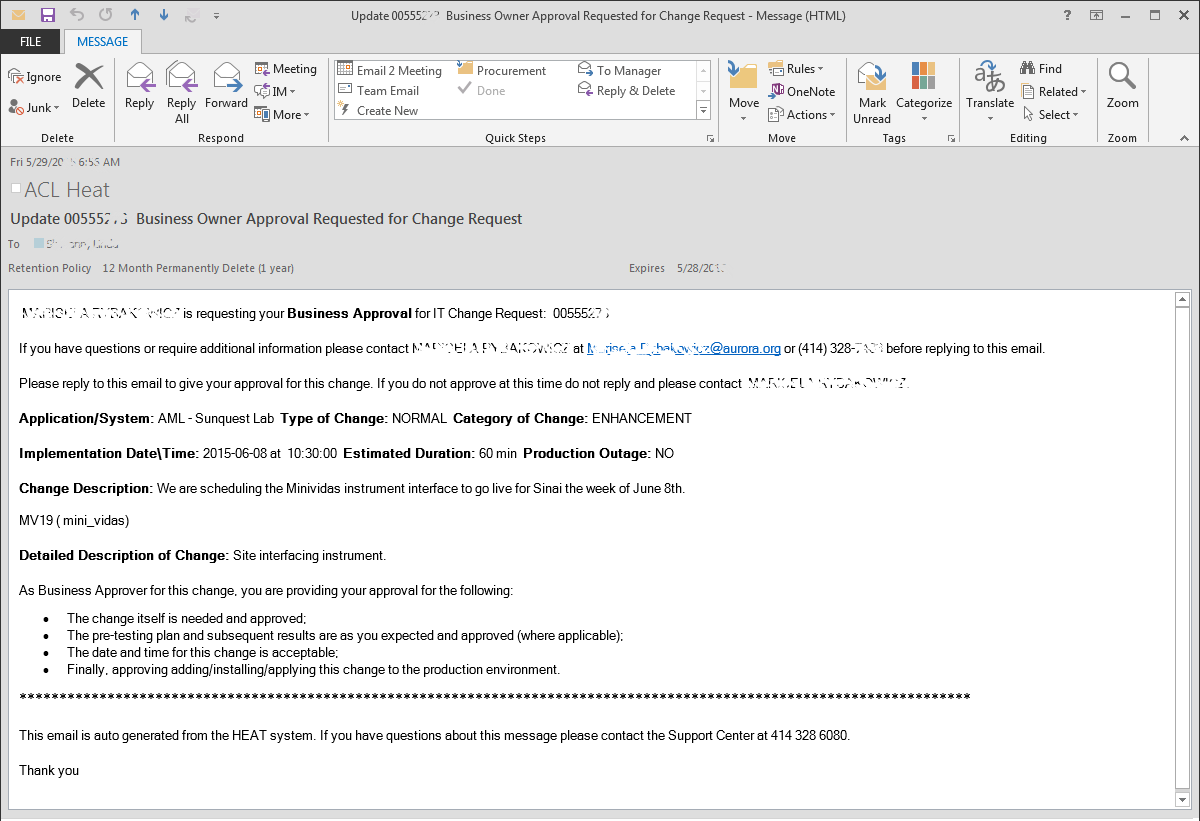 Update 00555 Business Owner Approval Requested for Change Request - Message (HTML)
FILE MESSAGE
Ignore
Junk
Delete
Reply
Reply All
Forward
Meeting
IM
More
Email 2 Meeting
Team Email
Create New
Procurement
Done
To Manager
Reply & Delete
Move
Rules
OneNote
Actions
Mark Unread
Categorize
Translate
Find
Related
Select
Zoom
Delete Respond Quick Steps Move Tags Editing Zoom
Fri 5/29/20 6:53 AM
ACL Heat
Update 00555 Business Owner Approval Requested for Change Request
To
Retention Policy 12 Month Permanently Delete (1 year) Expires 5/28/20
is requesting your Business Approval for IT Change Request: 00555
If you have questions or require additional information please contact at @aurora.org or (414) 328- before replying to this email.
Please reply to this email to give your approval for this change. If you do not approve at this time do not reply and please contact
Application/System: AML - Sunquest Lab Type of Change: NORMAL Category of Change: ENHANCEMENT
Implementation Date\Time: 2015-06-08 at 10:30:00 Estimated Duration: 60 min Production Outage: NO
Change Description: We are scheduling the Minividas instrument interface to go live for Sinai the week of June 8th.
MV19 ( mini_vidas)
Detailed Description of Change: Site interfacing instrument.
As Business Approver for this change, you are providing your approval for the following:
• The change itself is needed and approved;
• The pre-testing plan and subsequent results are as you expected and approved (where applicable);
• The date and time for this change is acceptable;
• Finally, approving adding/installing/applying this change to the production environment.
***********************************************************************************************************************
This email is auto generated from the HEAT system. If you have questions about this message please contact the Support Center at 414 328 6080.
Thank you